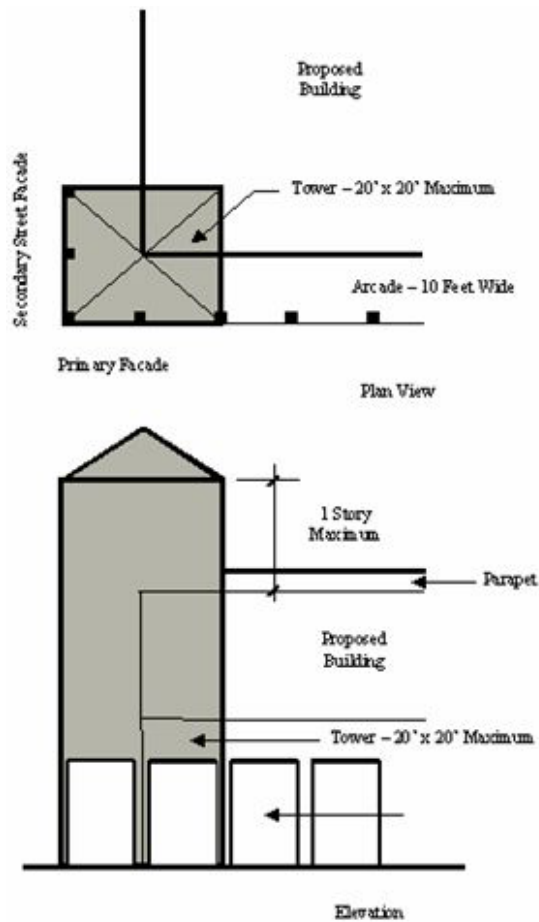 Proposed
Building
Secondary Street Facade
Tower – 20' x 20' Maximum
Arcade – 10 Feet Wide
Primary Facade
Plan View
1 Story
Maximum
Parapet
Proposed
Building
Tower – 20' x 20' Maximum
Elevation